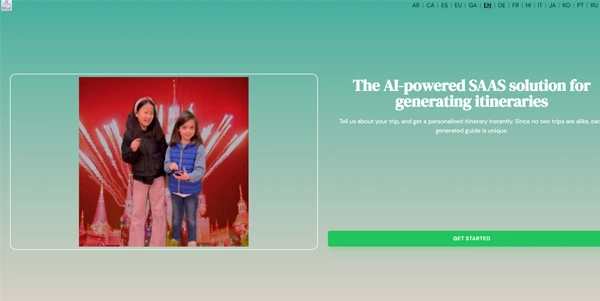 AR | CA | ES | EU | GA | EN | DE | FR | HI | IT | JA | KO | PT | RU
The AI-powered SAAS solution for
generating itineraries
Tell us about your trip, and get a personalized itinerary instantly. Since no two trips are alike,
generated guide is unique.
GET STARTED